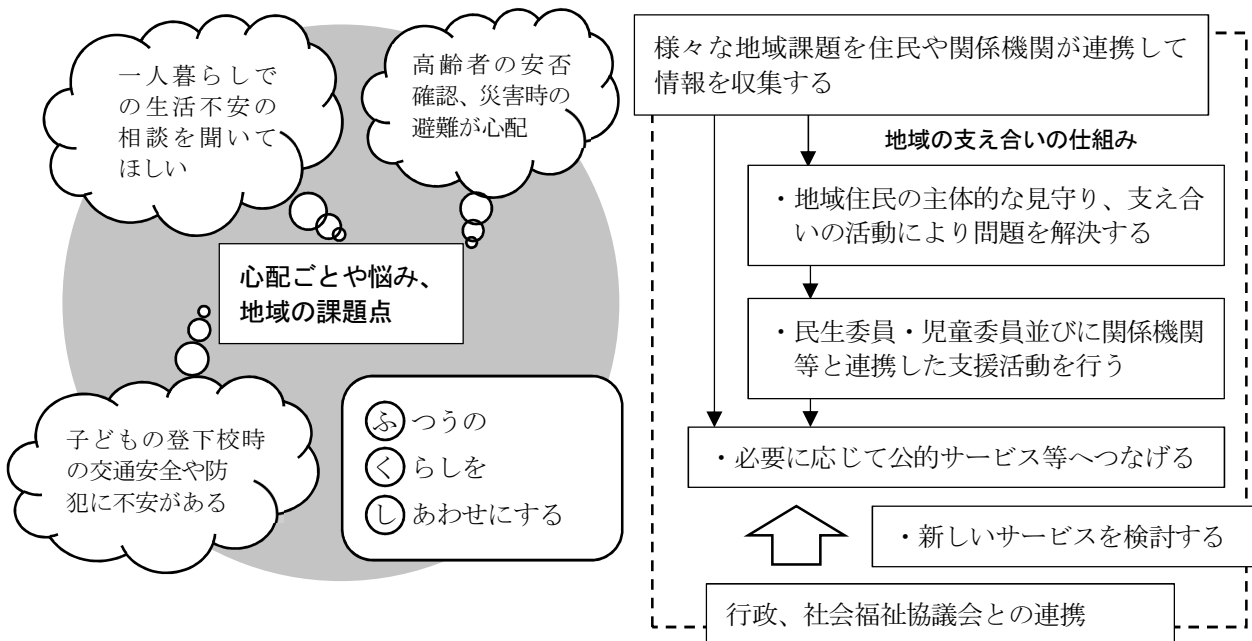 一人暮らしで
の生活不安の
相談を聞いて
ほしい
高齢者の安否
確認、災害時の
避難が心配
心配ごとや悩み、
地域の課題点
子どもの登下校時
の交通安全や防
犯に不安がある
ふつうの
くらしを
しあわせにする
様々な地域課題を住民や関係機関が連携して
情報を収集する
地域の支え合いの仕組み
・地域住民の主体的な見守り、支え合
いの活動により問題を解決する
・民生委員・児童委員並びに関係機関
等と連携した支援活動を行う
・必要に応じて公的サービス等へつなげる
・新しいサービスを検討する
行政、社会福祉協議会との連携